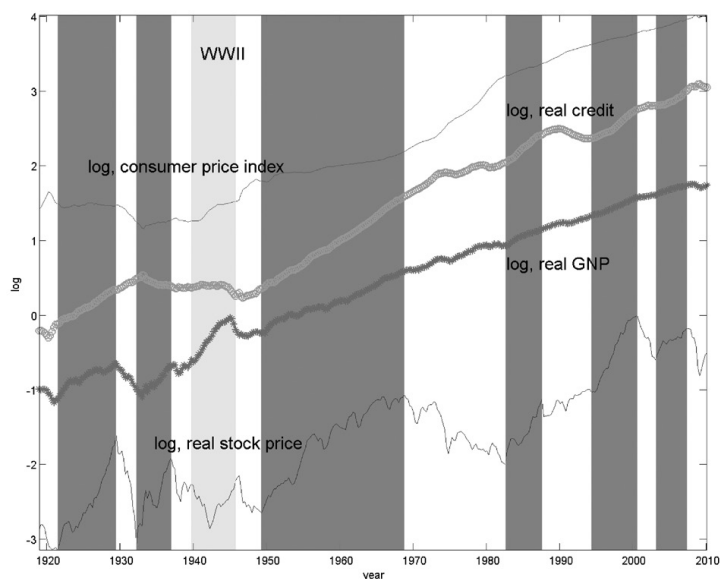 4
3
2
1
0
-1
-2
-3
log
WWII
log, real credit
log, consumer price index
log, real GNP
log, real stock price
1920 1930 1940 1950 1960 1970 1980 1990 2000 2010
year